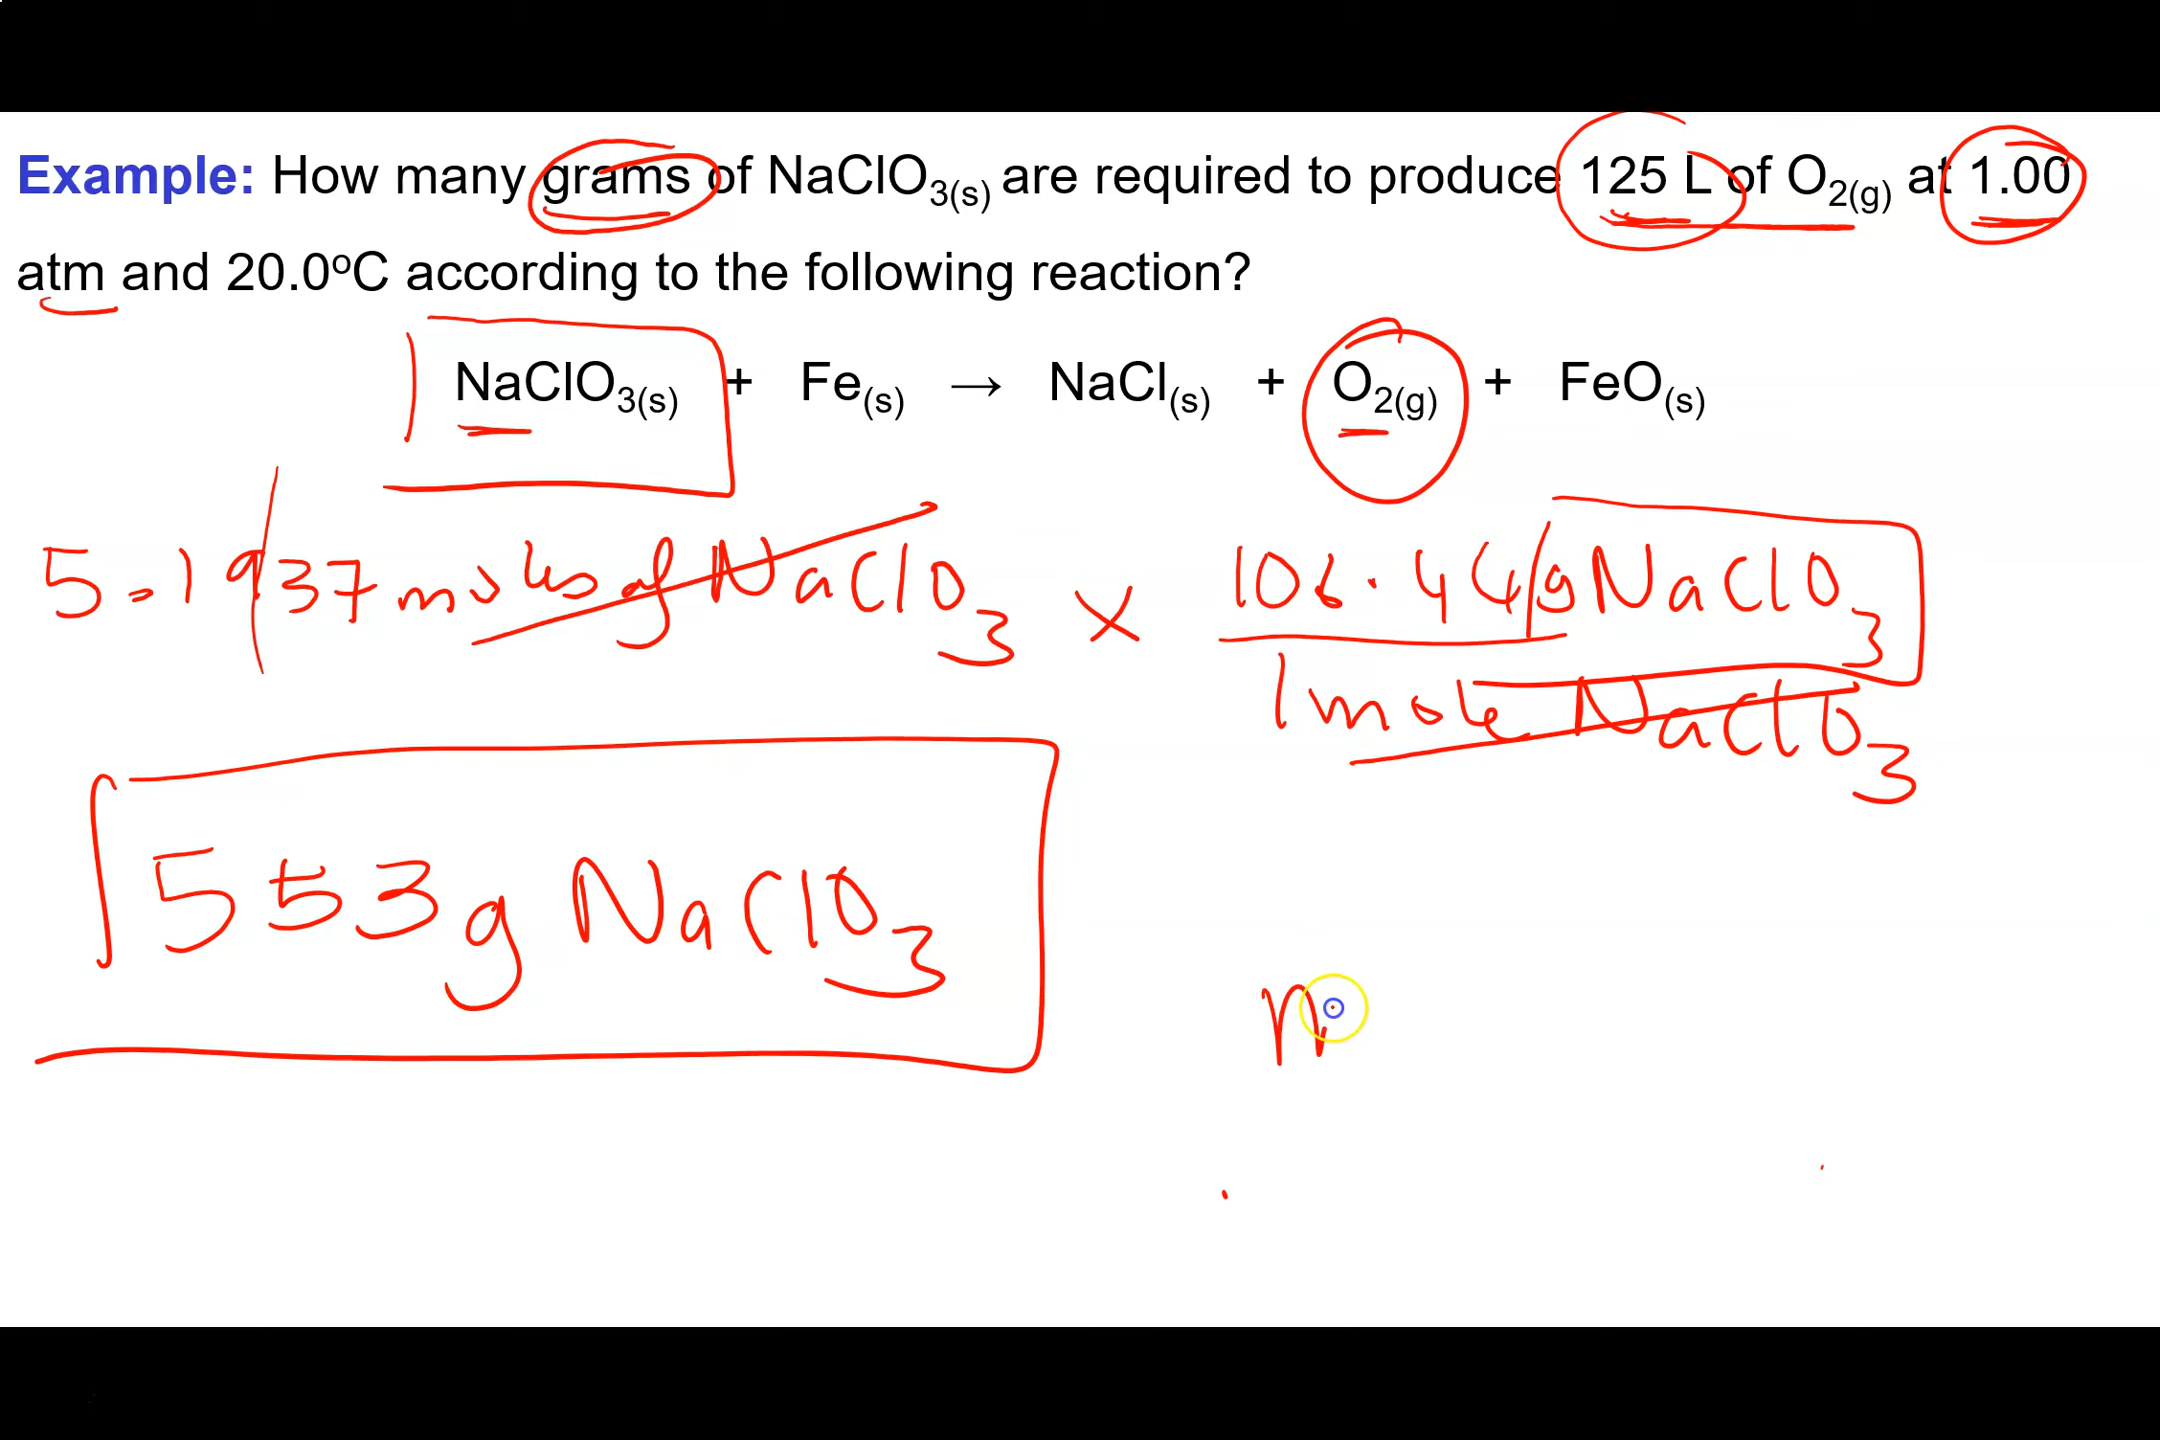 Example: How many grams of NaClO3(s) are required to produce 125 L of O2(g) at 1.00
atm and 20.0oC according to the following reaction?
NaClO3(s) + Fe(s) → NaCl(s) + O2(g) + FeO(s)
5.1937 moles of NaClO3 × 106.44 g NaClO3
1 mole NaClO3
553 g NaClO3
n